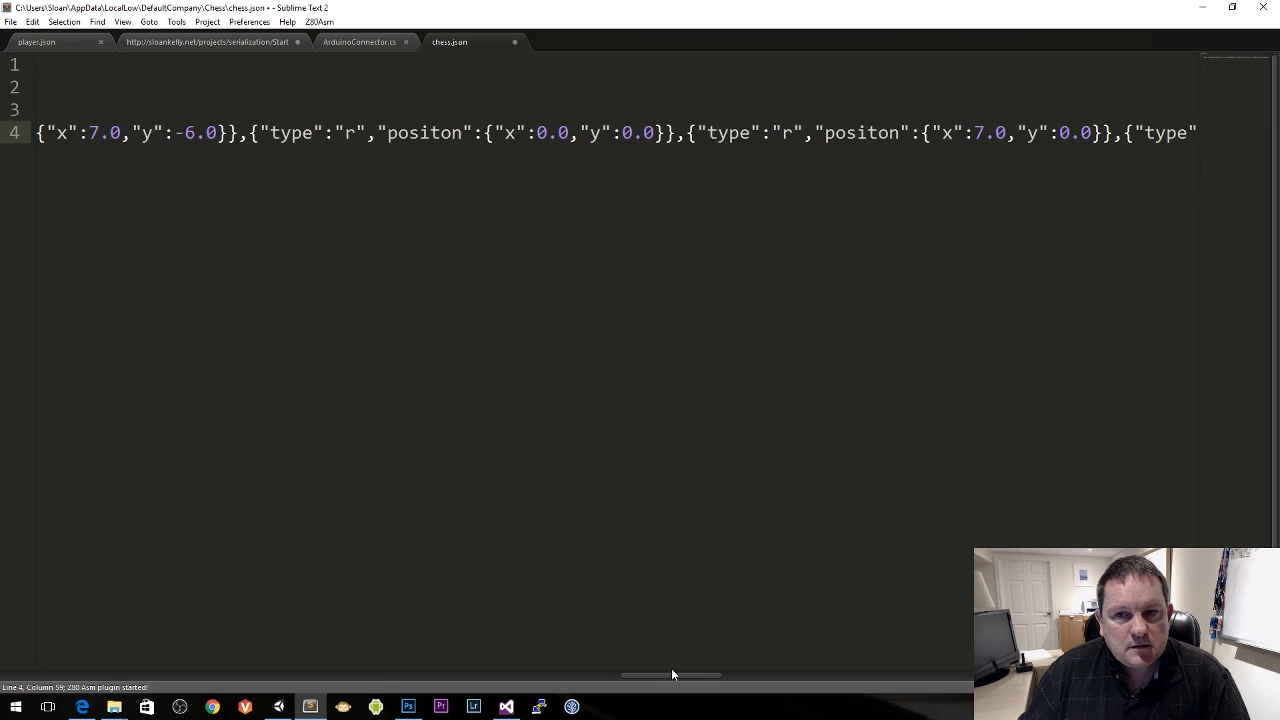 C:\Users\Sloan\AppData\LocalLow\DefaultCompany\Chess\chess.json • - Sublime Text 2
File Edit Selection Find View Goto Tools Project Preferences Help Z80Asm
player.json http://sloankelly.net/projects/serialization/Start ArduinoConnector.cs chess.json
1
2
3
4 {"x":7.0,"y":-6.0}},{"type":"r","positon":{"x":0.0,"y":0.0}},{"type":"r","positon":{"x":7.0,"y":0.0}},{"type"
Line 4, Column 59; Z80 Asm plugin started!
Ps Pr Lr